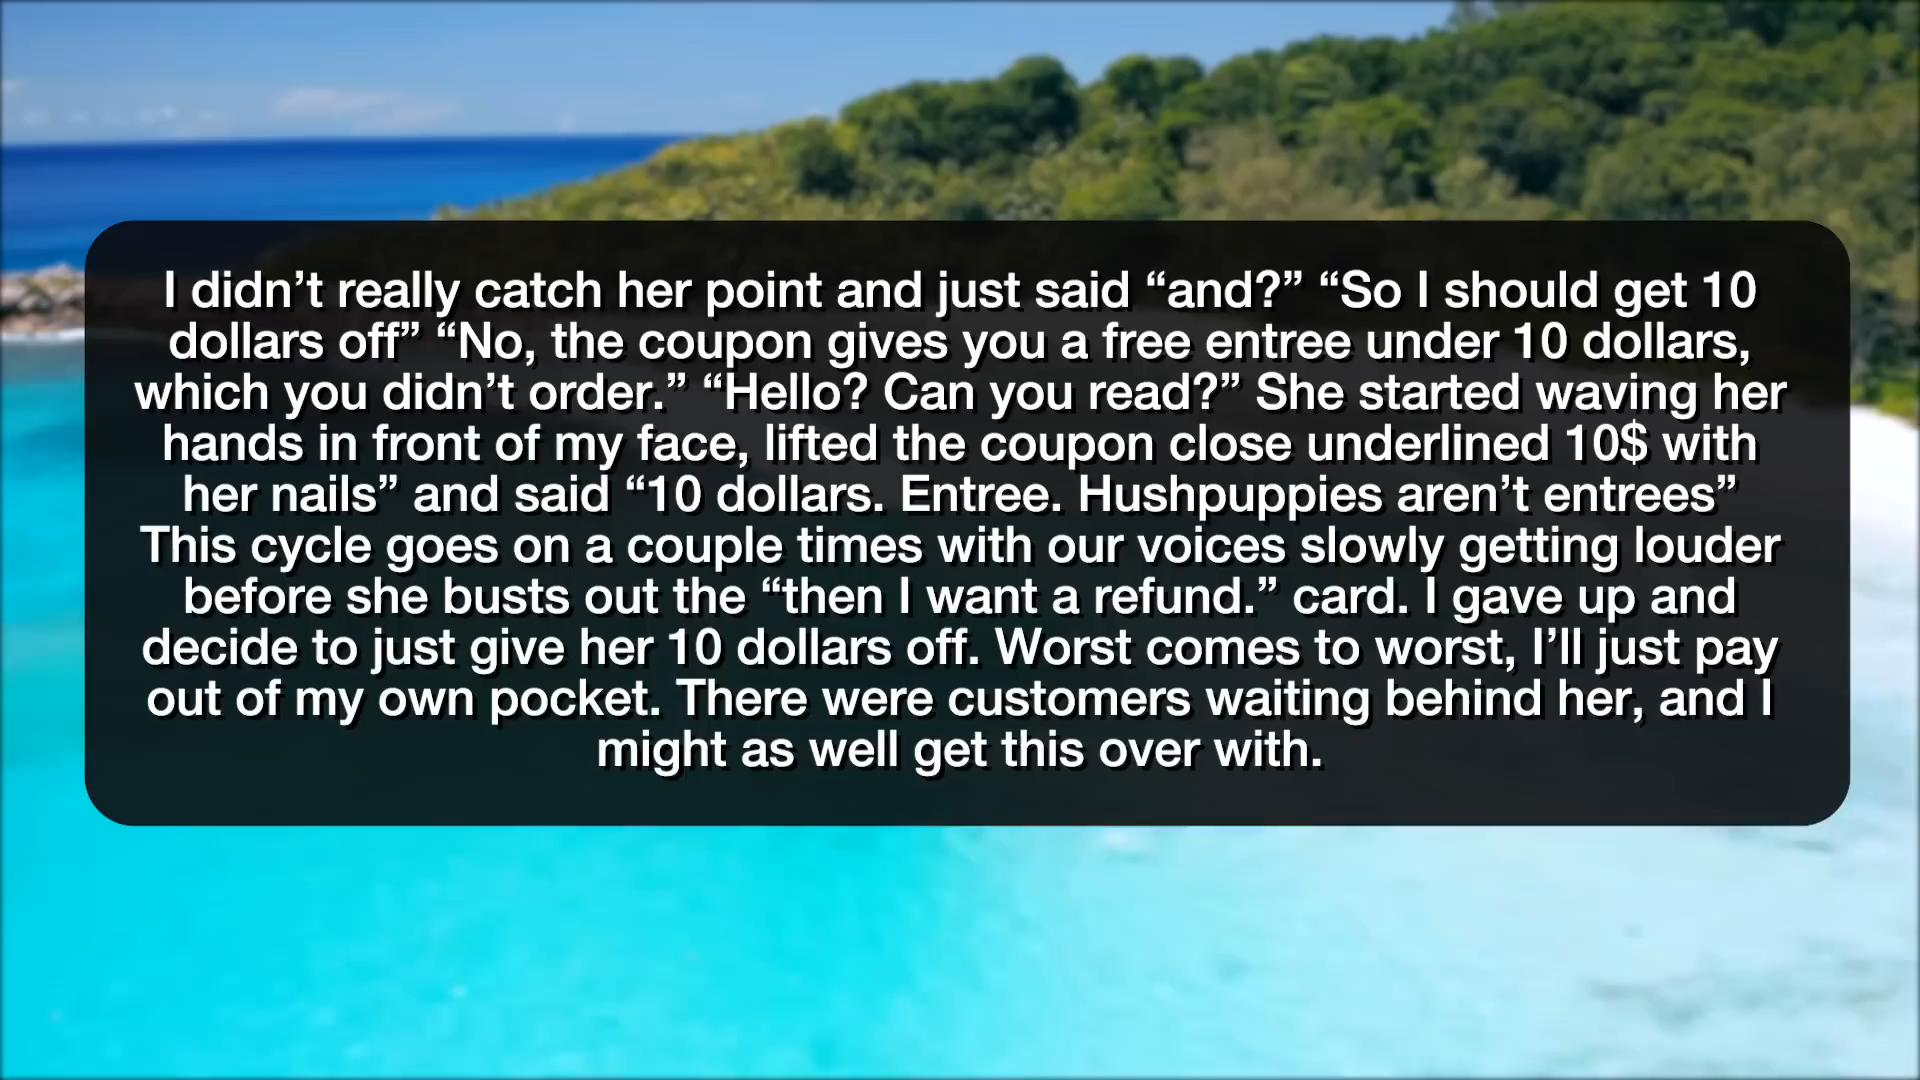 I didn’t really catch her point and just said “and?” “So I should get 10
dollars off” “No, the coupon gives you a free entree under 10 dollars,
which you didn’t order.” “Hello? Can you read?” She started waving her
hands in front of my face, lifted the coupon close underlined 10$ with
her nails” and said “10 dollars. Entree. Hushpuppies aren’t entrees”
This cycle goes on a couple times with our voices slowly getting louder
before she busts out the “then I want a refund.” card. I gave up and
decide to just give her 10 dollars off. Worst comes to worst, I’ll just pay
out of my own pocket. There were customers waiting behind her, and I
might as well get this over with.